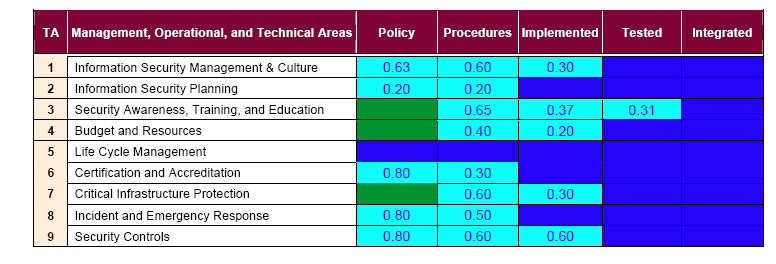 TA Management, Operational, and Technical Areas Policy Procedures Implemented Tested Integrated
1 Information Security Management & Culture 0.63 0.60 0.30
2 Information Security Planning 0.20 0.20
3 Security Awareness, Training, and Education 0.65 0.37 0.31
4 Budget and Resources 0.40 0.20
5 Life Cycle Management
6 Certification and Accreditation 0.80 0.30
7 Critical Infrastructure Protection 0.60 0.30
8 Incident and Emergency Response 0.80 0.50
9 Security Controls 0.80 0.60 0.60